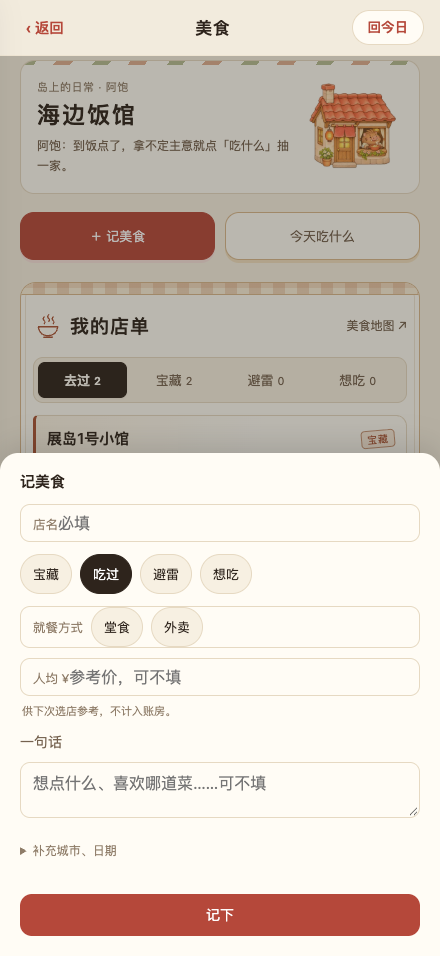 ‹ 返回
美食
回今日
岛上的日常 · 阿饱
海边饭馆
阿饱：到饭点了，拿不定主意就点「吃什么」抽
一家。
＋ 记美食
今天吃什么
我的店单
美食地图 ↗
去过 2
宝藏 2
避雷 0
想吃 0
展岛1号小馆
宝藏
记美食
店名必填
宝藏
吃过
避雷
想吃
就餐方式
堂食
外卖
人均 ¥参考价，可不填
供下次选店参考，不计入账房。
一句话
想点什么、喜欢哪道菜……可不填
▶ 补充城市、日期
记下